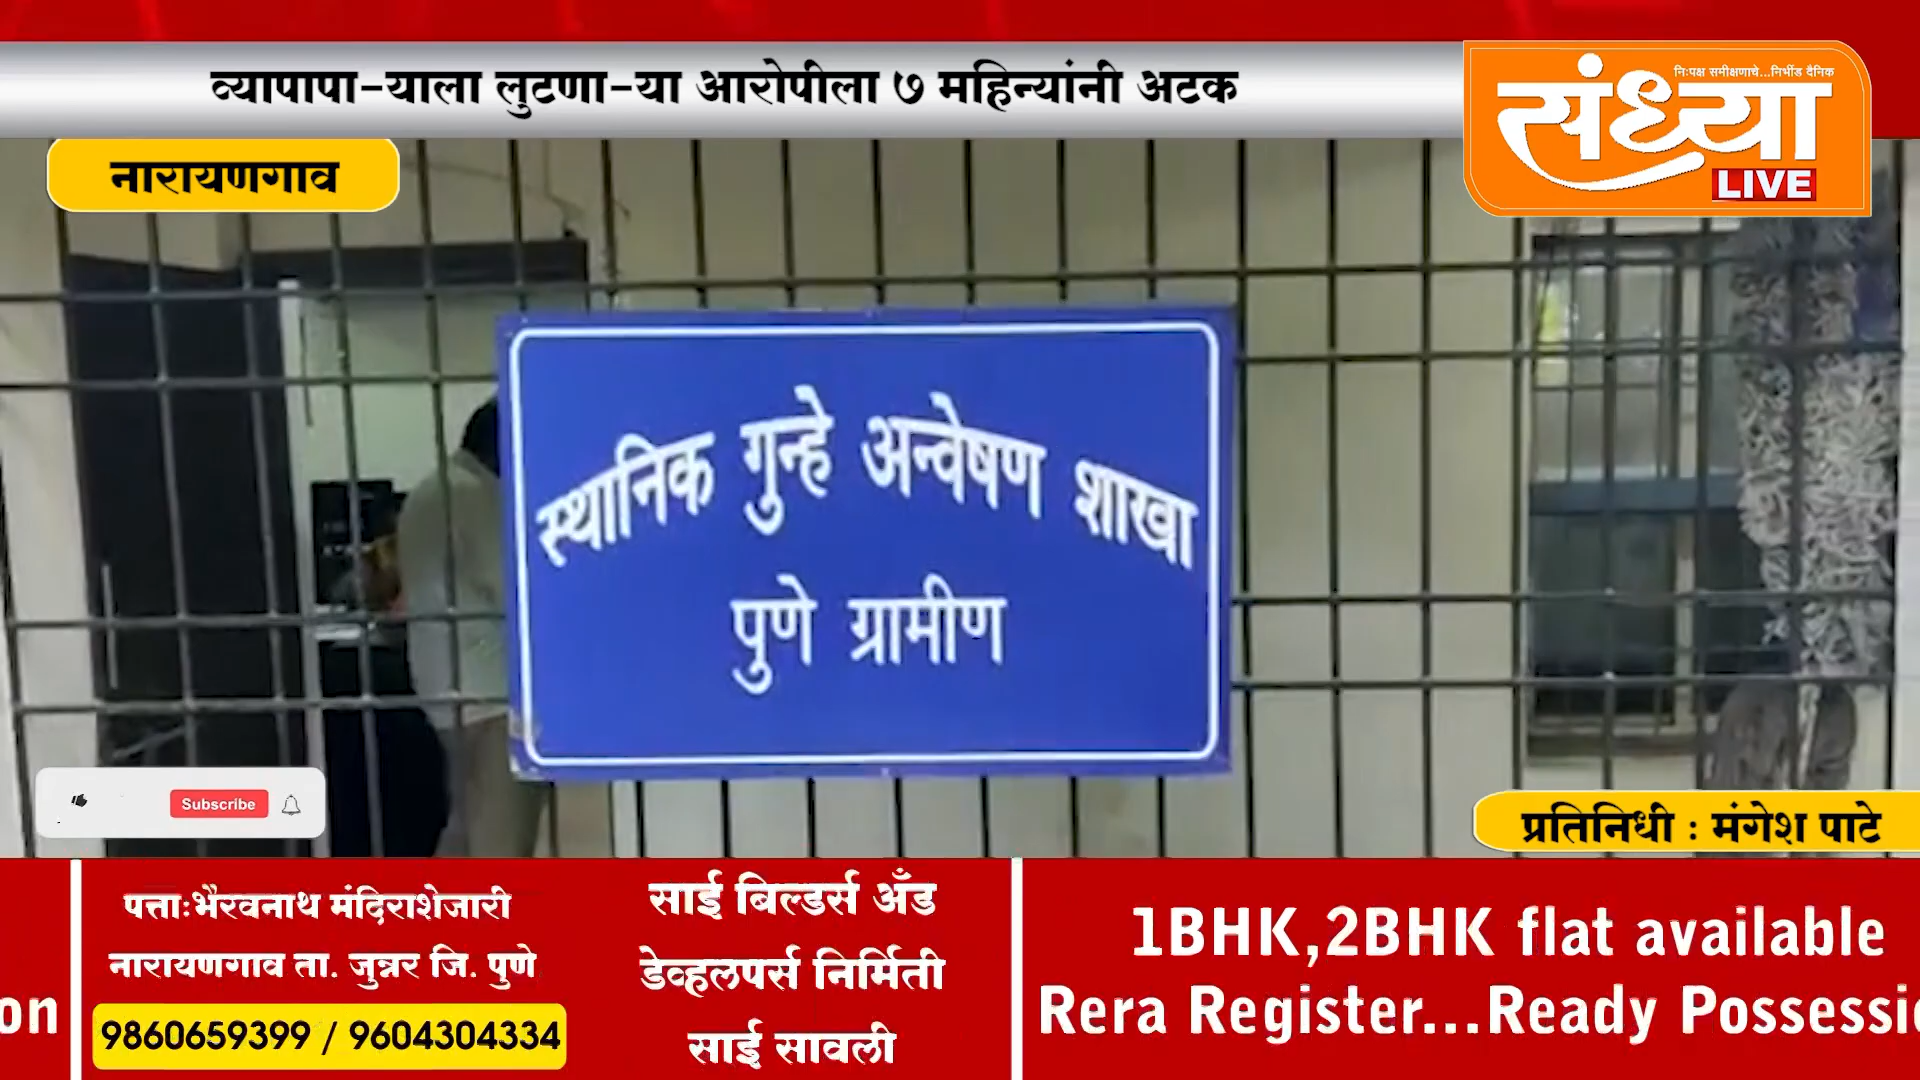 व्यापापा-याला लुटणा-या आरोपीला ७ महिन्यांनी अटक
नि:पक्ष समीक्षणाचे...निर्भीड दैनिक
संध्या
LIVE
नारायणगाव
स्थानिक गुन्हे अन्वेषण शाखा
पुणे ग्रामीण
Subscribe
प्रतिनिधी : मंगेश पाटे
on
पत्ता:भैरवनाथ मंदिराशेजारी
नारायणगाव ता. जुन्नर जि. पुणे
9860659399 / 9604304334
साई बिल्डर्स अँड
डेव्हलपर्स निर्मिती
साई सावली
1BHK,2BHK flat available
Rera Register...Ready Possessi